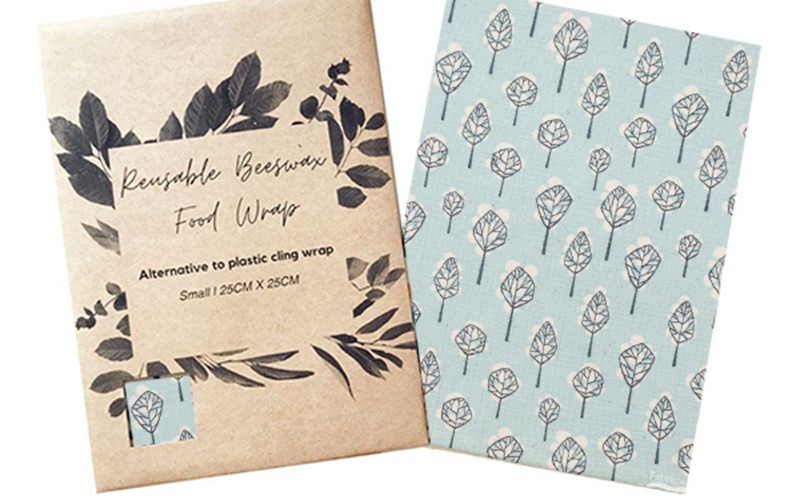 Reusable Beeswax
Food Wrap
Alternative to plastic cling wrap
Small | 25CM X 25CM